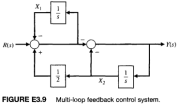 X₁
1/s
R(s)
−
+
−
−
Y(s)
1/2
X₂
1/s
FIGURE E3.9 Multi-loop feedback control system.